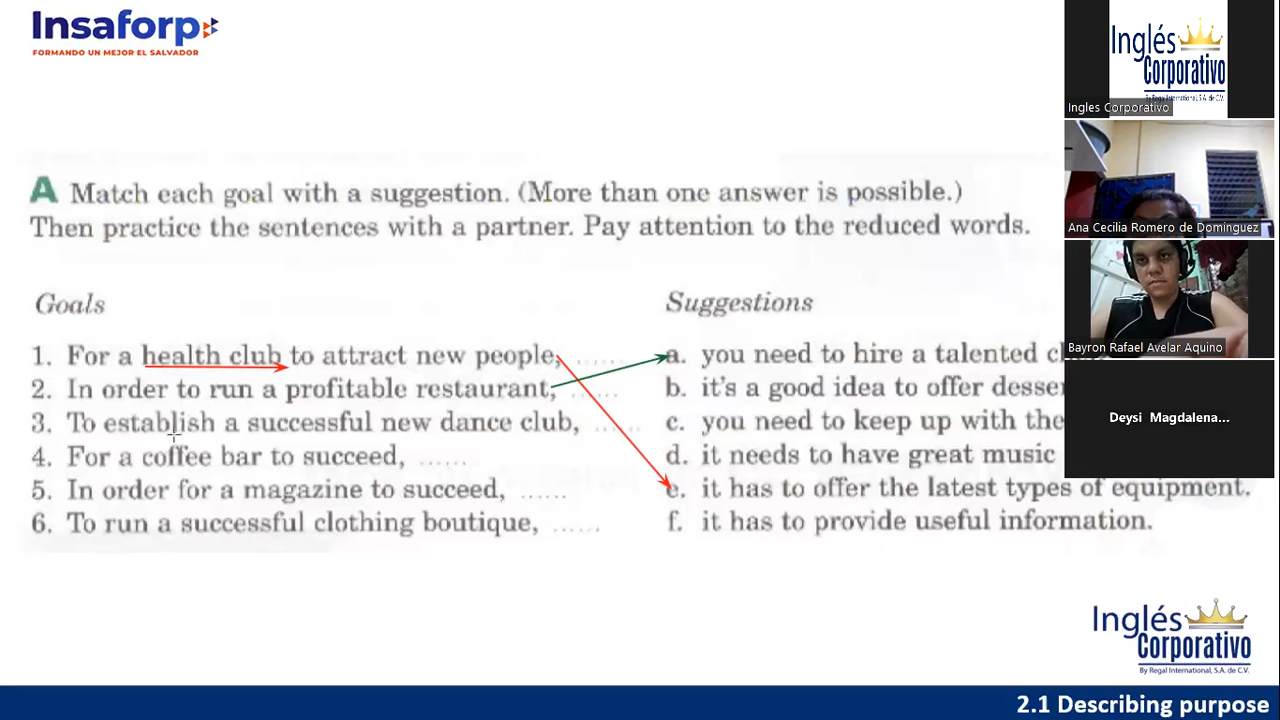 Insaforp
FORMANDO UN MEJOR EL SALVADOR
A Match each goal with a suggestion. (More than one answer is possible.)
Then practice the sentences with a partner. Pay attention to the reduced words.
Goals
1. For a health club to attract new people, ......
2. In order to run a profitable restaurant, ......
3. To establish a successful new dance club, ......
4. For a coffee bar to succeed, ......
5. In order for a magazine to succeed, ......
6. To run a successful clothing boutique, ......
Suggestions
a. you need to hire a talented
b. it's a good idea to offer
c. you need to keep up with the
d. it needs to have great music
e. it has to offer the latest types of equipment.
f. it has to provide useful information.
Inglés
Corporativo
By Regal International, S.A. de C.V.
Ingles Corporativo
Ana Cecilia Romero de Dominguez
Bayron Rafael Avelar Aquino
Deysi Magdalena...
Inglés
Corporativo
By Regal International, S.A. de C.V.
2.1 Describing purpose